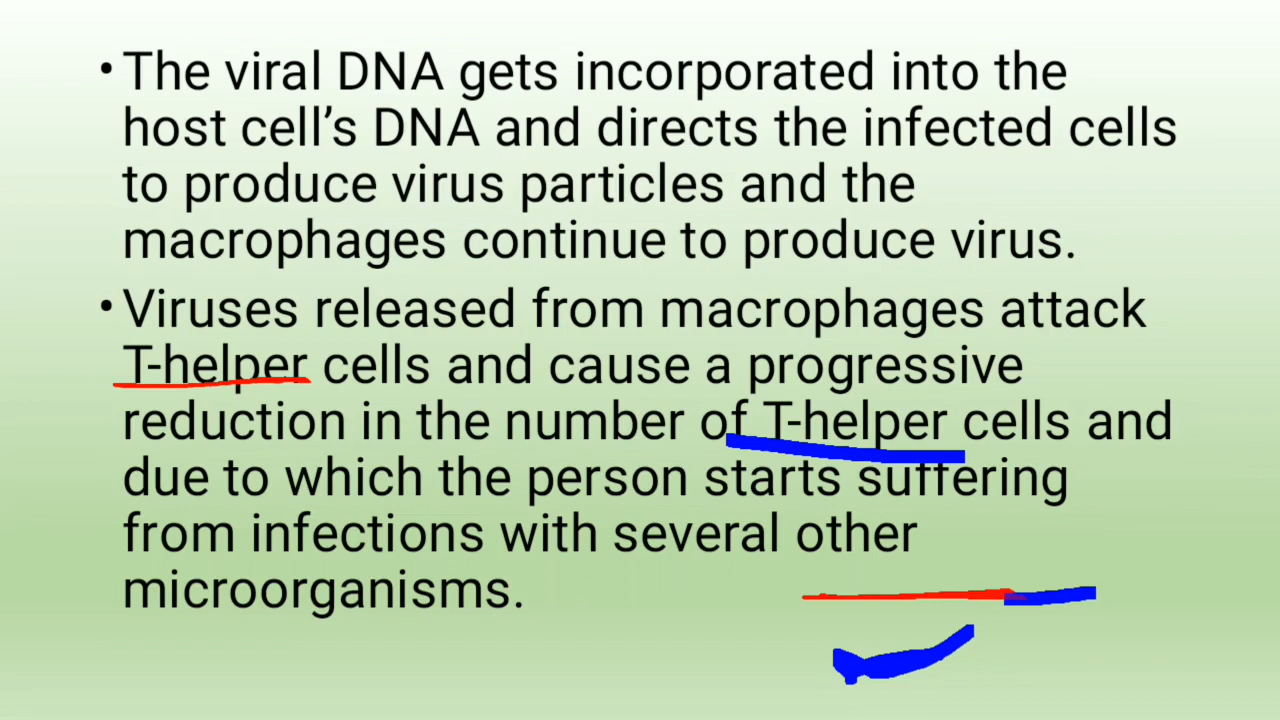 • The viral DNA gets incorporated into the
host cell’s DNA and directs the infected cells
to produce virus particles and the
macrophages continue to produce virus.
• Viruses released from macrophages attack
T-helper cells and cause a progressive
reduction in the number of T-helper cells and
due to which the person starts suffering
from infections with several other
microorganisms.